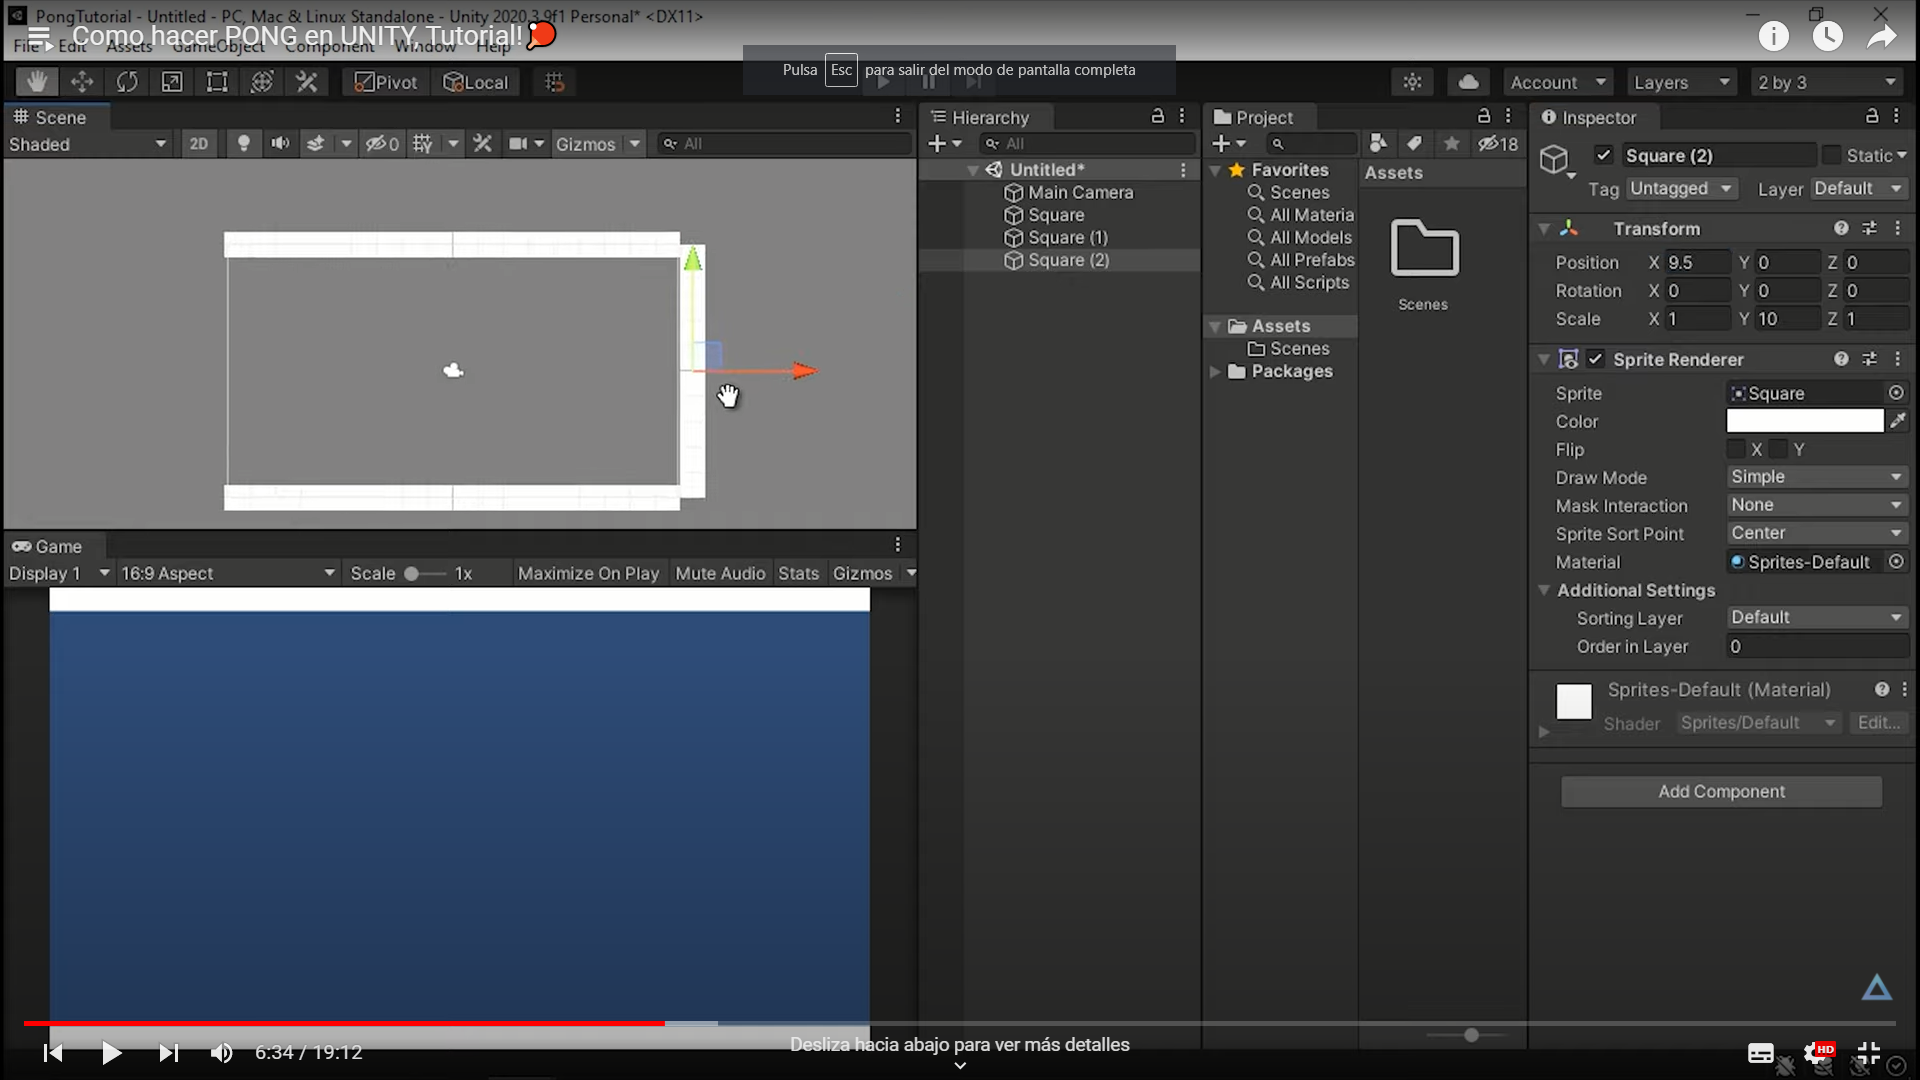 PongTutorial - Untitled - PC, Mac & Linux Standalone - Unity 2020.3.9f1 Personal* <DX11>
Como hacer PONG en UNITY, Tutorial!
File Edit Assets GameObject Component Window Help
Pulsa Esc para salir del modo de pantalla completa
Pivot Local
Account Layers 2 by 3
Scene
Shaded 2D 0 Gizmos All
Hierarchy
All
Untitled*
Main Camera
Square
Square (1)
Square (2)
Project
18
Favorites
Scenes
All Materia
All Models
All Prefabs
All Scripts
Assets
Scenes
Packages
Assets
Scenes
Inspector
Square (2) Static
Tag Untagged Layer Default
Transform
Position X 9.5 Y 0 Z 0
Rotation X 0 Y 0 Z 0
Scale X 1 Y 10 Z 1
Sprite Renderer
Sprite Square
Color
Flip X Y
Draw Mode Simple
Mask Interaction None
Sprite Sort Point Center
Material Sprites-Default
Additional Settings
Sorting Layer Default
Order in Layer 0
Sprites-Default (Material)
Shader Sprites/Default Edit...
Add Component
Game
Display 1 16:9 Aspect Scale 1x Maximize On Play Mute Audio Stats Gizmos
6:34 / 19:12
Desliza hacia abajo para ver más detalles
HD